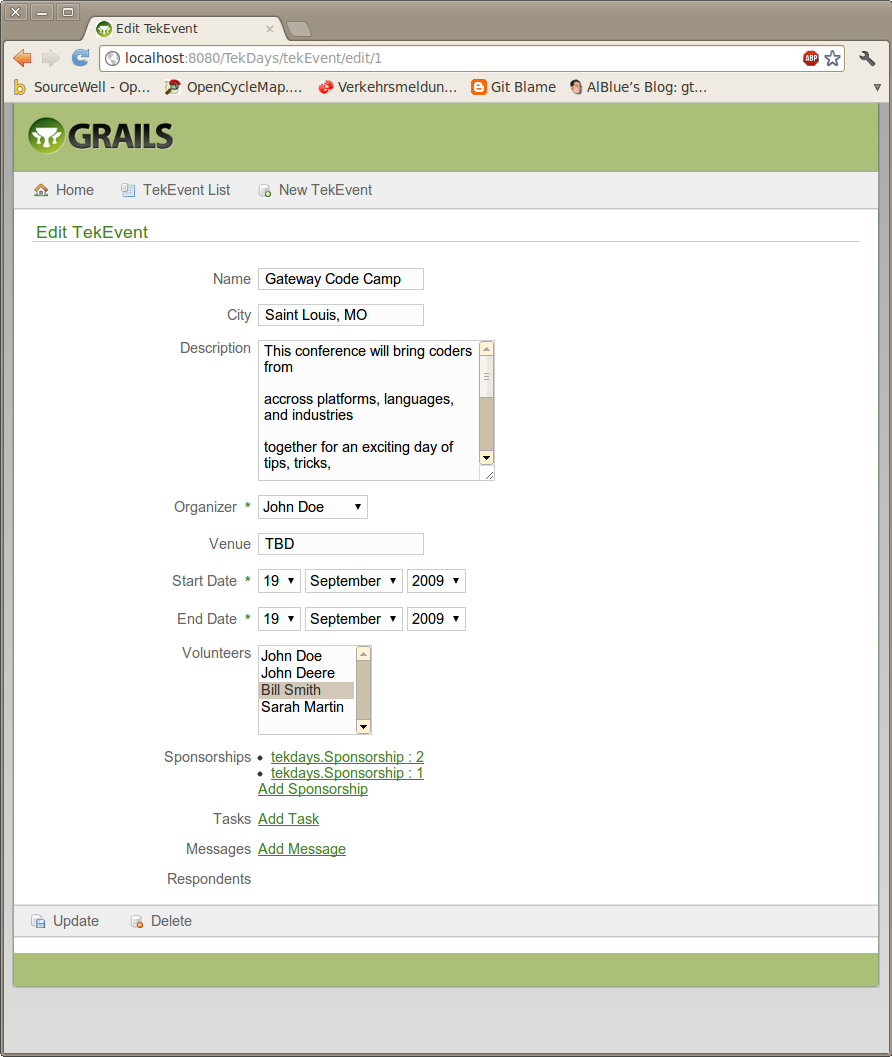 Edit TekEvent
localhost:8080/TekDays/tekEvent/edit/1
ABP
SourceWell - Op... OpenCycleMap.... Verkehrsmeldun... Git Blame AlBlue's Blog: gt...
GRAILS
Home TekEvent List New TekEvent
Edit TekEvent
Name Gateway Code Camp
City Saint Louis, MO
Description This conference will bring coders
from
accross platforms, languages,
and industries
together for an exciting day of
tips, tricks,
Organizer * John Doe
Venue TBD
Start Date * 19 September 2009
End Date * 19 September 2009
Volunteers John Doe
John Deere
Bill Smith
Sarah Martin
Sponsorships • tekdays.Sponsorship : 2
• tekdays.Sponsorship : 1
Add Sponsorship
Tasks Add Task
Messages Add Message
Respondents
Update Delete